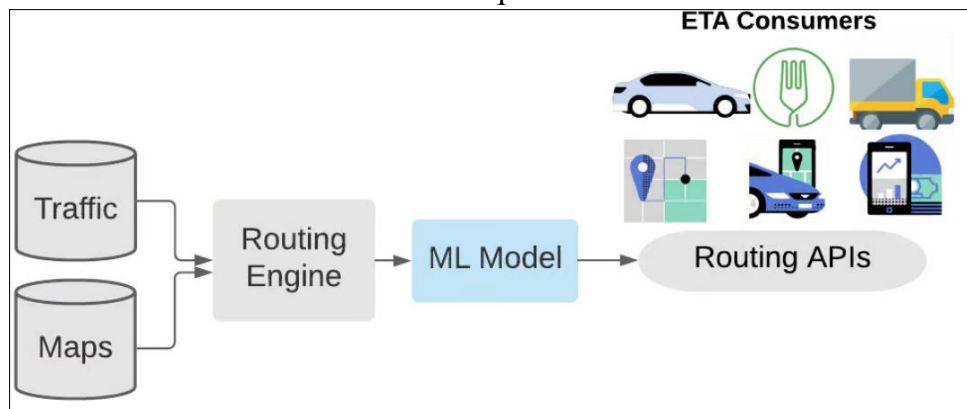 ETA Consumers
Traffic
Maps
Routing
Engine
ML Model
Routing APIs